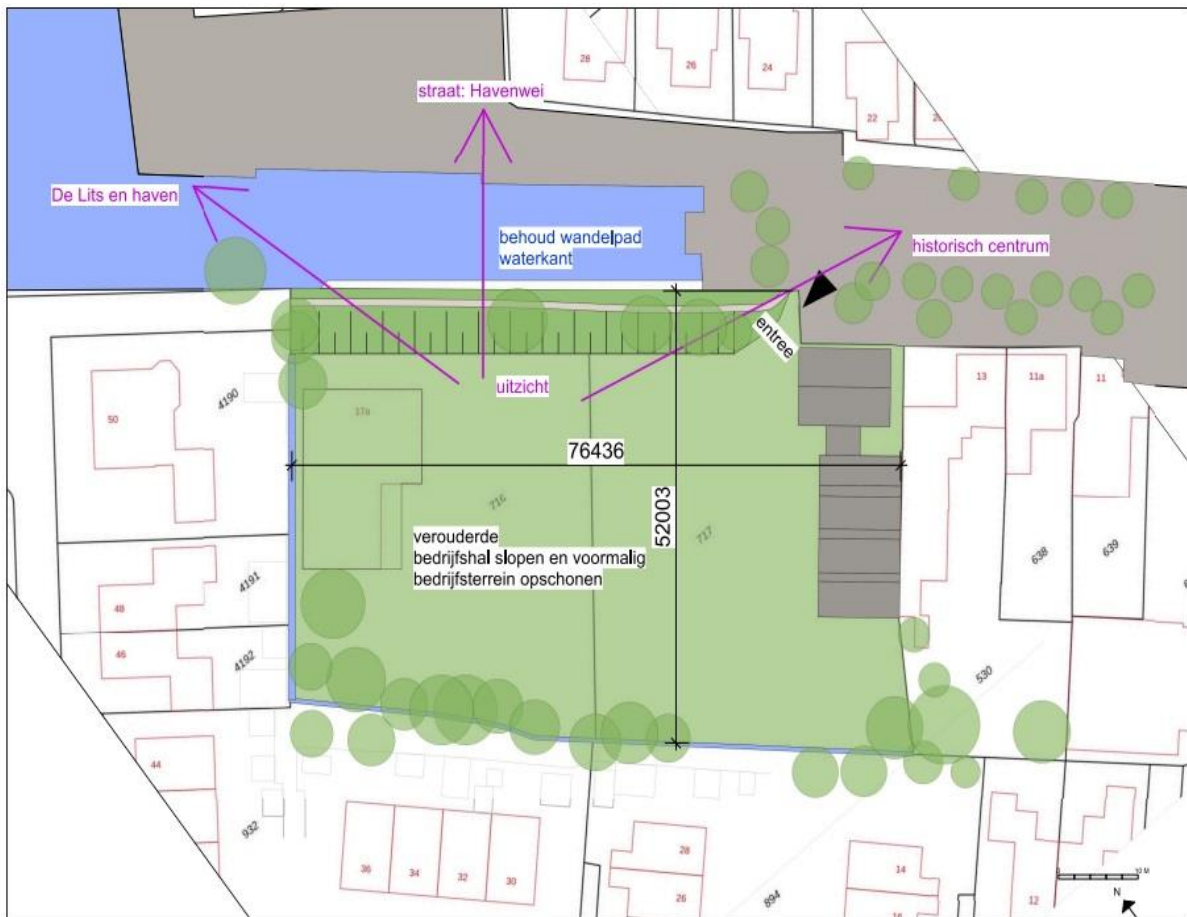 28
26
24
22
straat: Havenwei
De Lits en haven
behoud wandelpad
waterkant
historisch centrum
entree
uitzicht
50
4190
17a
13
11a
11
76436
716
52003
717
verouderde
bedrijfshal slopen en voormalig
bedrijfsterrein opschonen
638
639
48
4191
46
4192
530
44
932
36
34
32
30
28
26
14
894
12
10 M
N